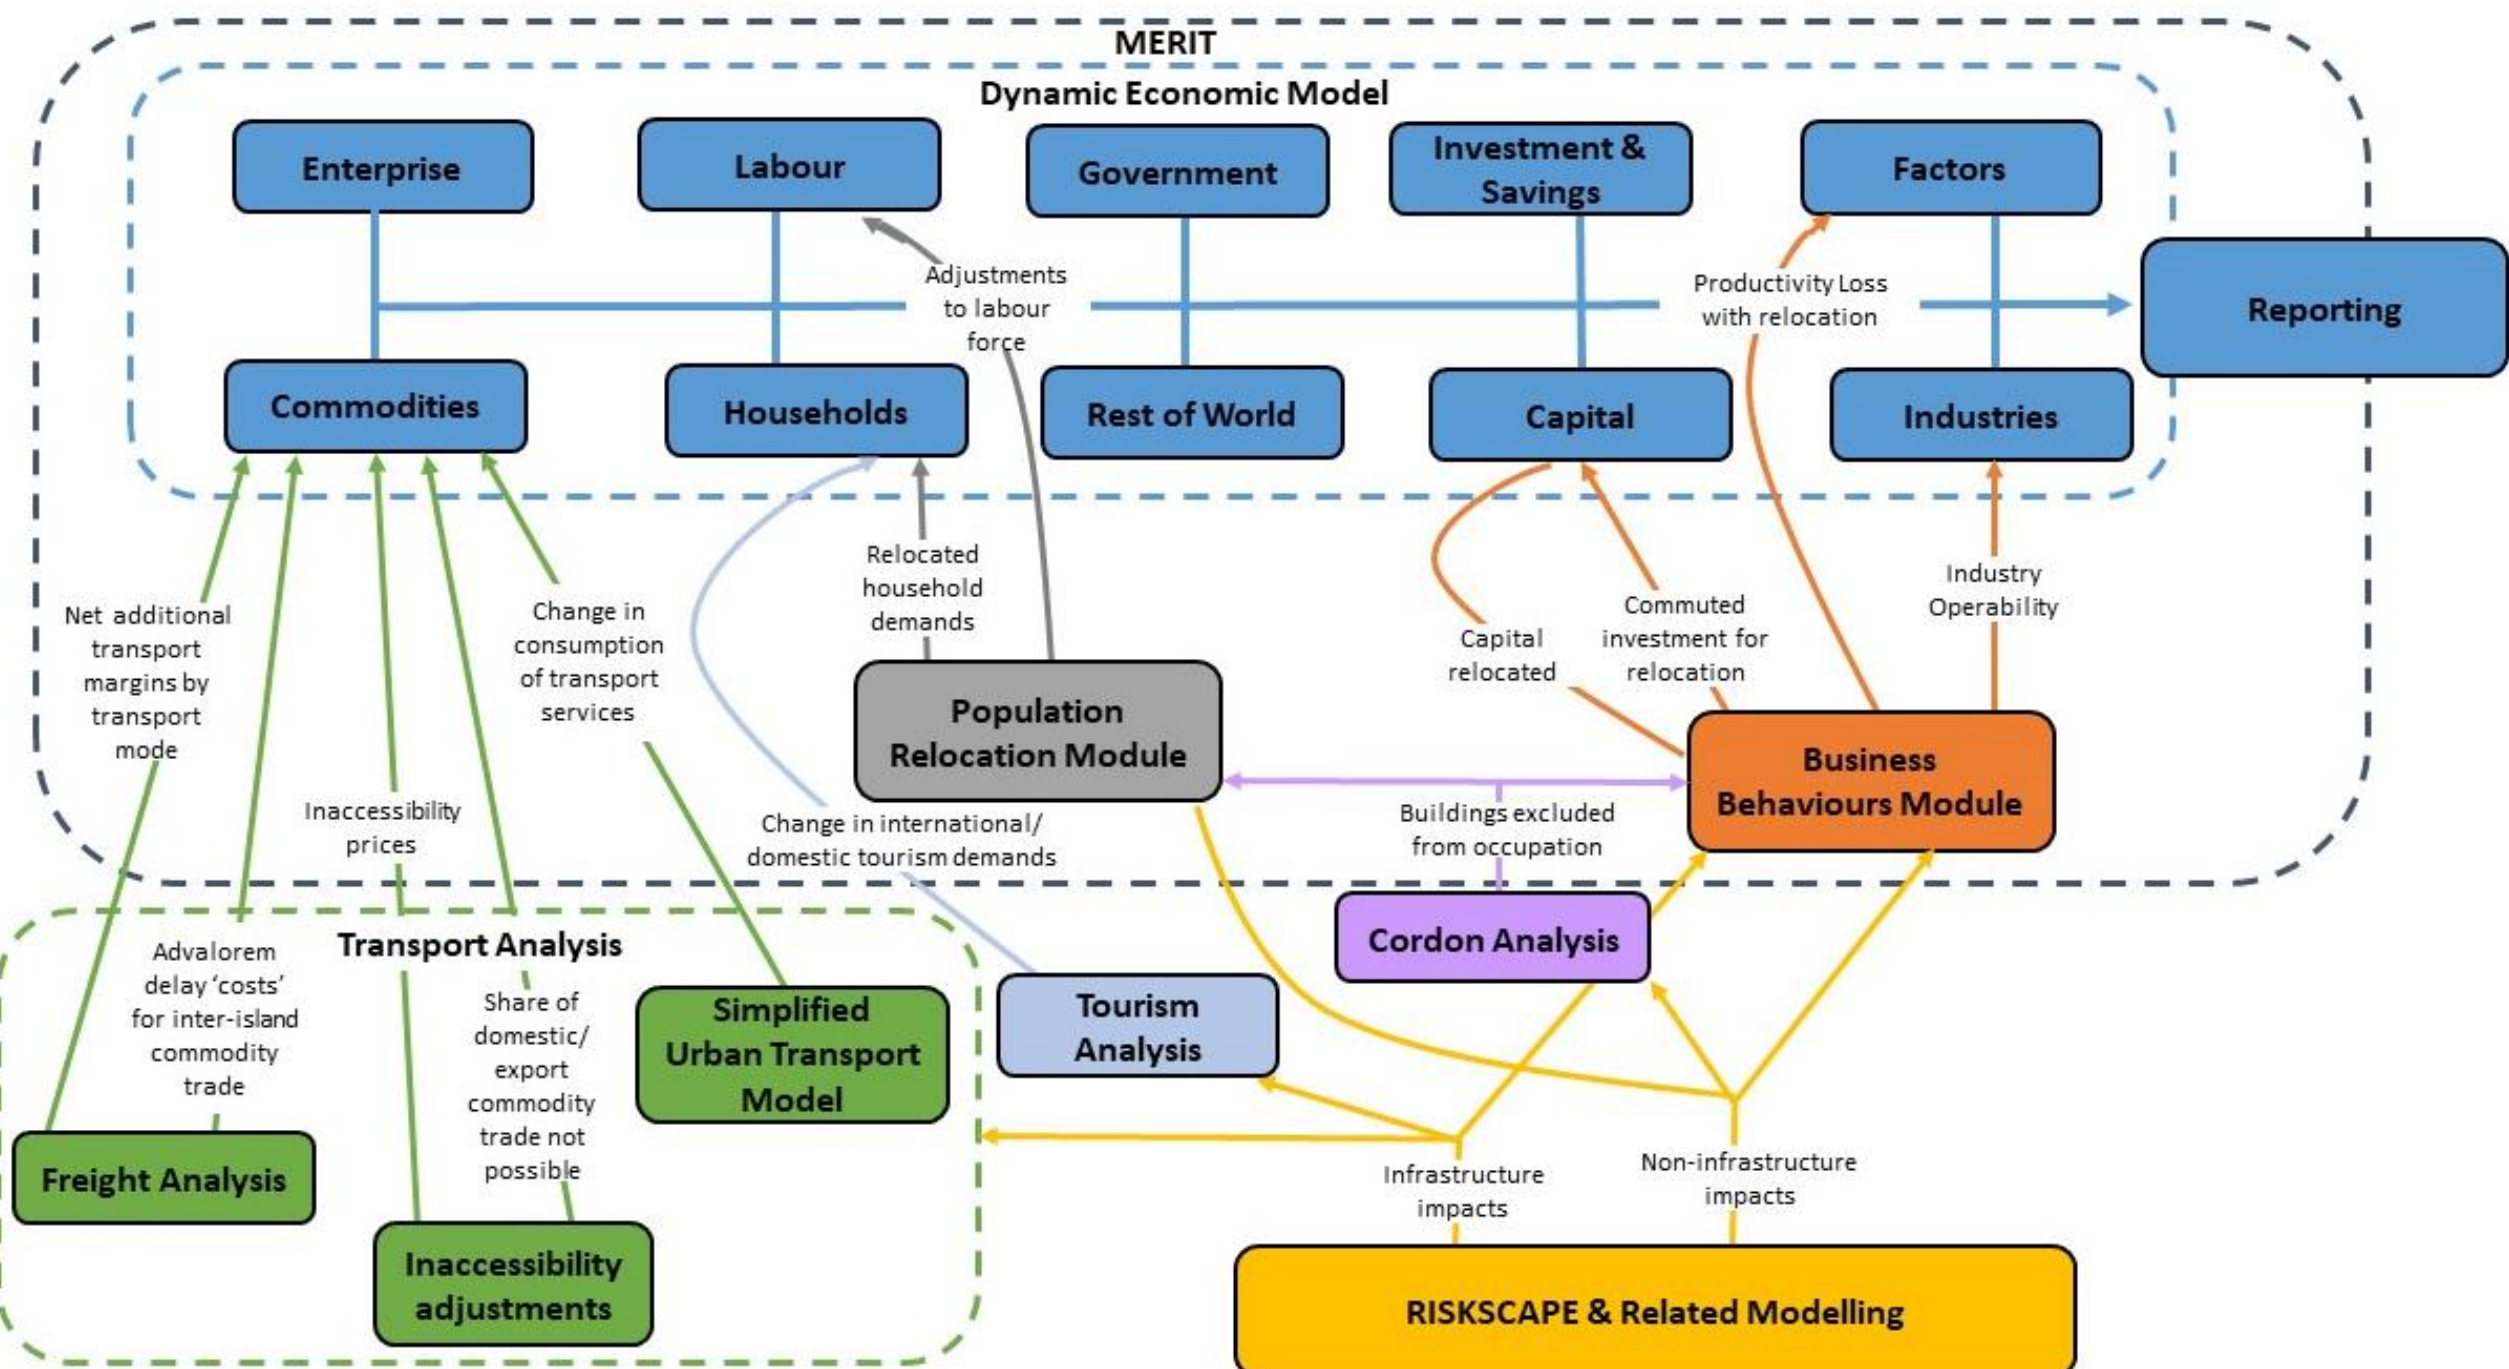 MERIT
Dynamic Economic Model
Enterprise
Labour
Government
Investment &
Savings
Factors
Adjustments
to labour
force
Productivity Loss
with relocation
Reporting
Commodities
Households
Rest of World
Capital
Industries
Net additional
transport
margins by
transport
mode
Change in
consumption
of transport
services
Relocated
household
demands
Capital
relocated
Commuted
investment for
relocation
Industry
Operability
Population
Relocation Module
Business
Behaviours Module
Inaccessibility
prices
Change in international/
domestic tourism demands
Buildings excluded
from occupation
Transport Analysis
Cordon Analysis
Advalorem
delay ‘costs’
for inter-island
commodity
trade
Share of
domestic/
export
commodity
trade not
possible
Simplified
Urban Transport
Model
Tourism
Analysis
Freight Analysis
Infrastructure
impacts
Non-infrastructure
impacts
Inaccessibility
adjustments
RISKSCAPE & Related Modelling